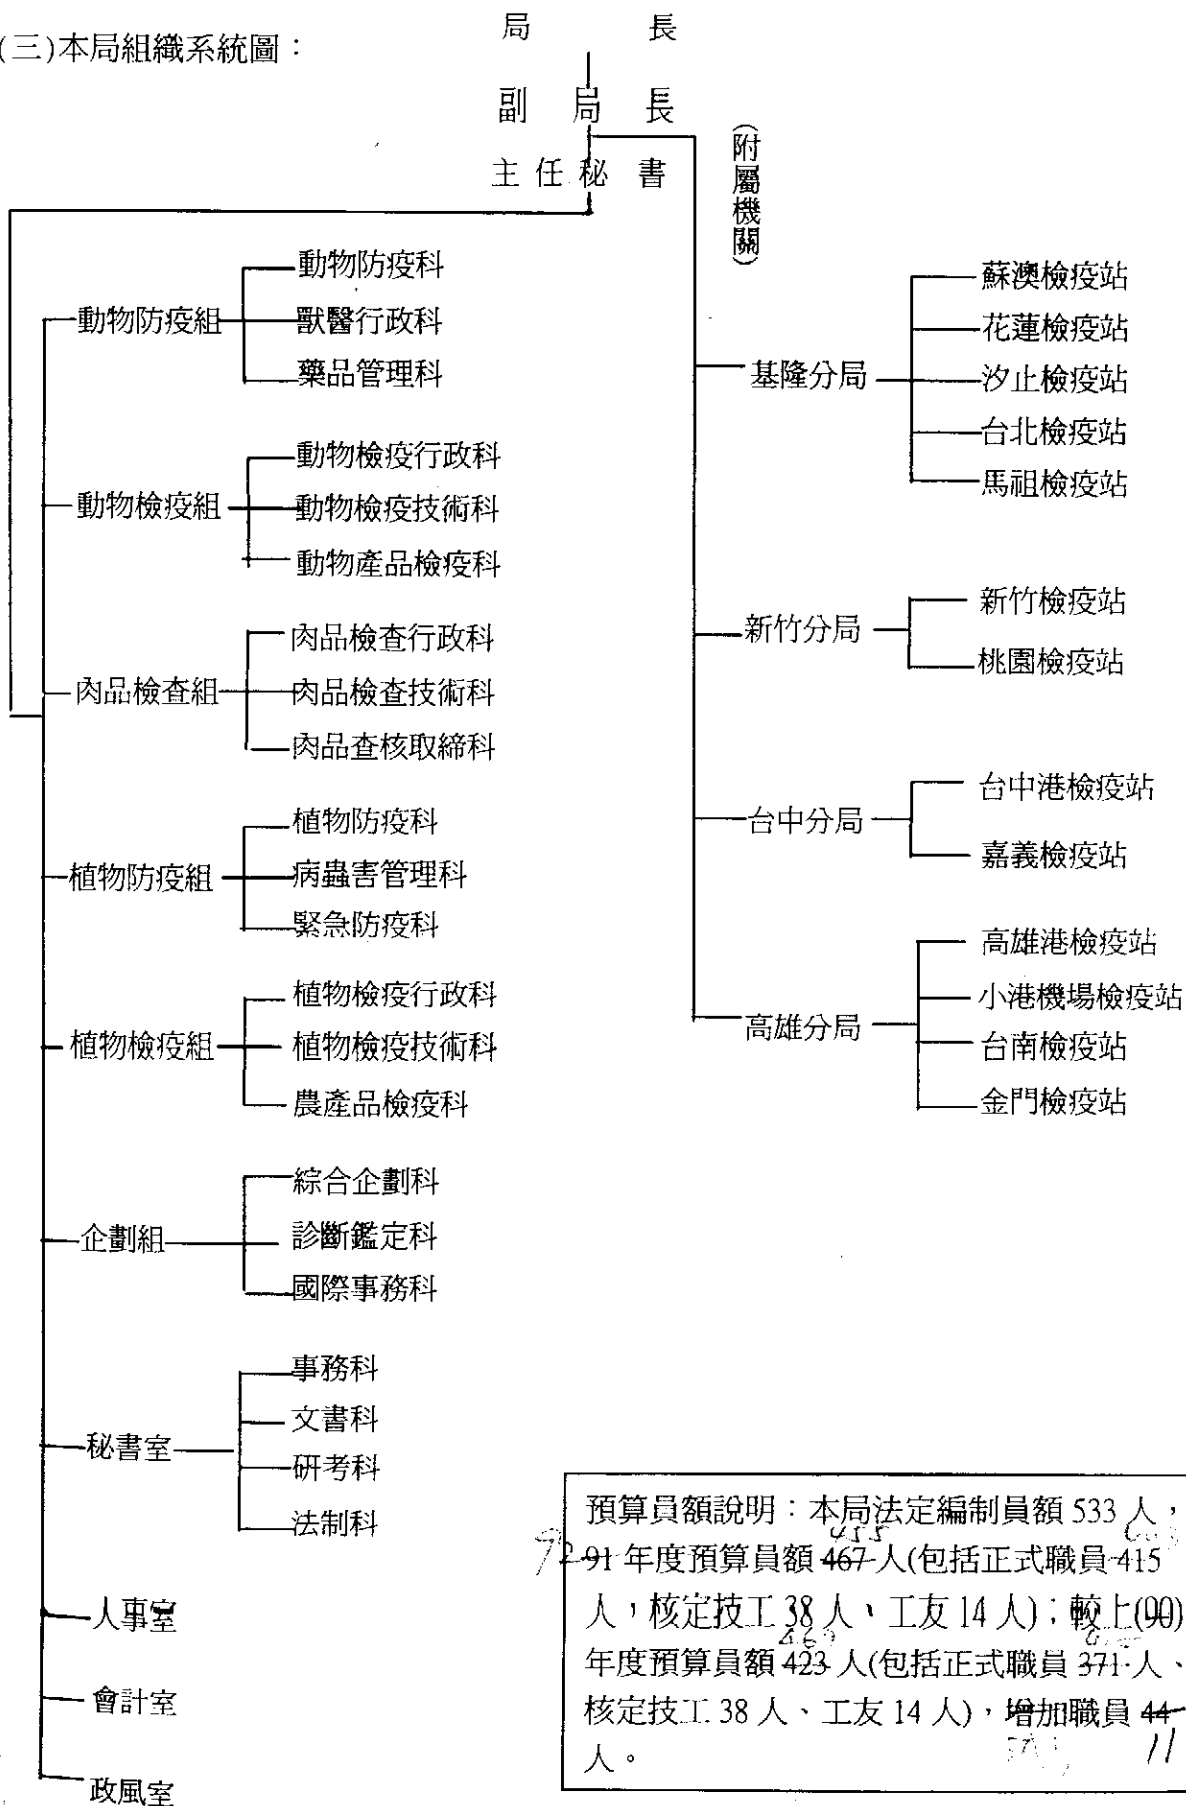 (三)本局組織系統圖：
局長
副局長
主任秘書
(附屬機關)
動物防疫組
動物防疫科
獸醫行政科
藥品管理科
動物檢疫組
動物檢疫行政科
動物檢疫技術科
動物產品檢疫科
肉品檢查組
肉品檢查行政科
肉品檢查技術科
肉品查核取締科
植物防疫組
植物防疫科
病蟲害管理科
緊急防疫科
植物檢疫組
植物檢疫行政科
植物檢疫技術科
農產品檢疫科
企劃組
綜合企劃科
診斷鑑定科
國際事務科
秘書室
事務科
文書科
研考科
法制科
人事室
會計室
政風室
基隆分局
蘇澳檢疫站
花蓮檢疫站
汐止檢疫站
台北檢疫站
馬祖檢疫站
新竹分局
新竹檢疫站
桃園檢疫站
台中分局
台中港檢疫站
嘉義檢疫站
高雄分局
高雄港檢疫站
小港機場檢疫站
台南檢疫站
金門檢疫站
預算員額說明：本局法定編制員額 533 人，
455
92
91 年度預算員額 467 人(包括正式職員 415
人，核定技工 38 人、工友 14 人)；較上(90)
年度預算員額 423 人(包括正式職員 371 人、
核定技工 38 人、工友 14 人)，增加職員 44
11
人。